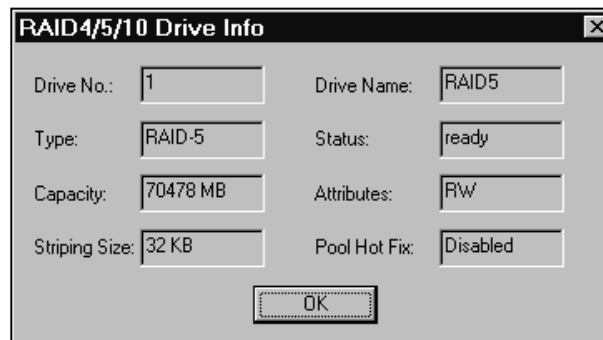 RAID4/5/10 Drive Info
Drive No.: 1 Drive Name: RAID5
Type: RAID-5 Status: ready
Capacity: 70478 MB Attributes: RW
Striping Size: 32 KB Pool Hot Fix: Disabled
OK